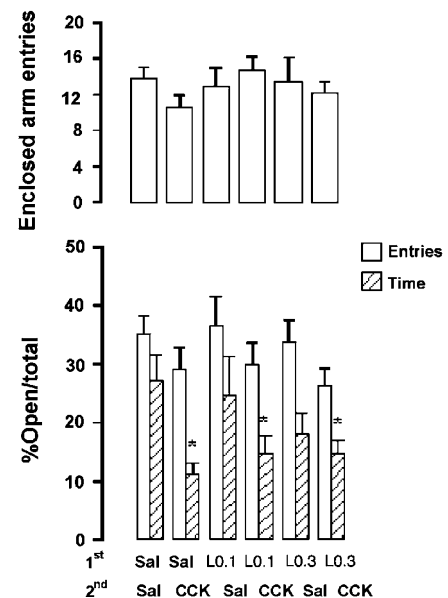 Enclosed arm entries
20
16
12
8
4
0
%Open/total
50
40
30
20
10
0
Entries
Time
* * *
1st Sal Sal L0.1 L0.1 L0.3 L0.3
2nd Sal CCK Sal CCK Sal CCK